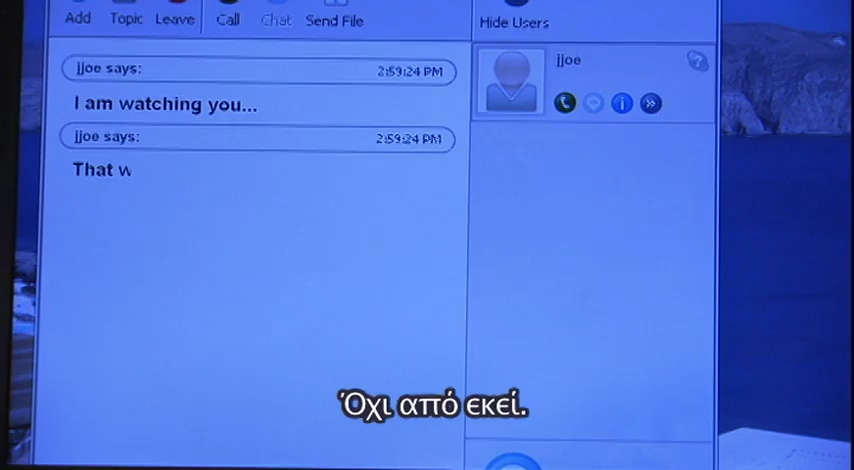 Add Topic Leave Call Chat Send File Hide Users
jjoe says: 2:59:24 PM
I am watching you...
jjoe says: 2:59:24 PM
That w
jjoe
Όχι από εκεί.